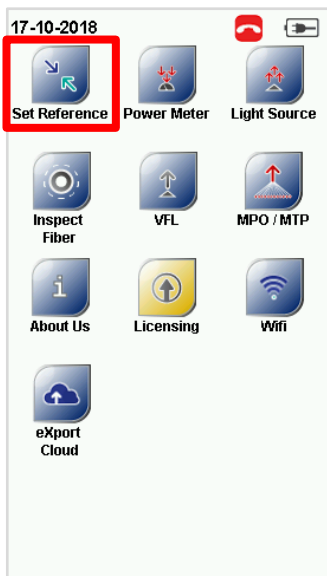 17-10-2018
Set Reference
Power Meter
Light Source
Inspect
Fiber
VFL
MPO / MTP
i
About Us
Licensing
Wifi
eXport
Cloud